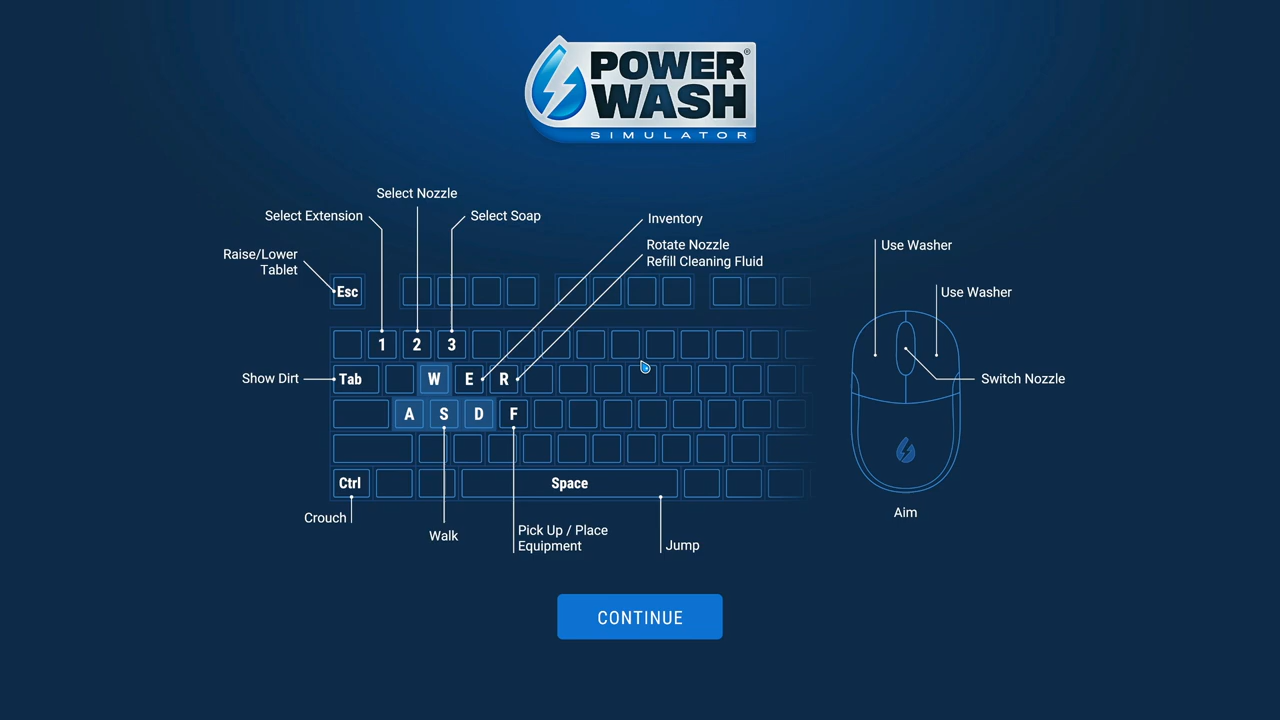 POWER®
WASH
SIMULATOR
Select Nozzle
Select Extension
Select Soap
Inventory
Raise/Lower
Tablet
Rotate Nozzle
Refill Cleaning Fluid
Use Washer
Use Washer
Esc
1 2 3
Show Dirt
Tab W E R
Switch Nozzle
A S D F
Ctrl Space
Crouch
Walk
Pick Up / Place
Equipment
Jump
Aim
CONTINUE